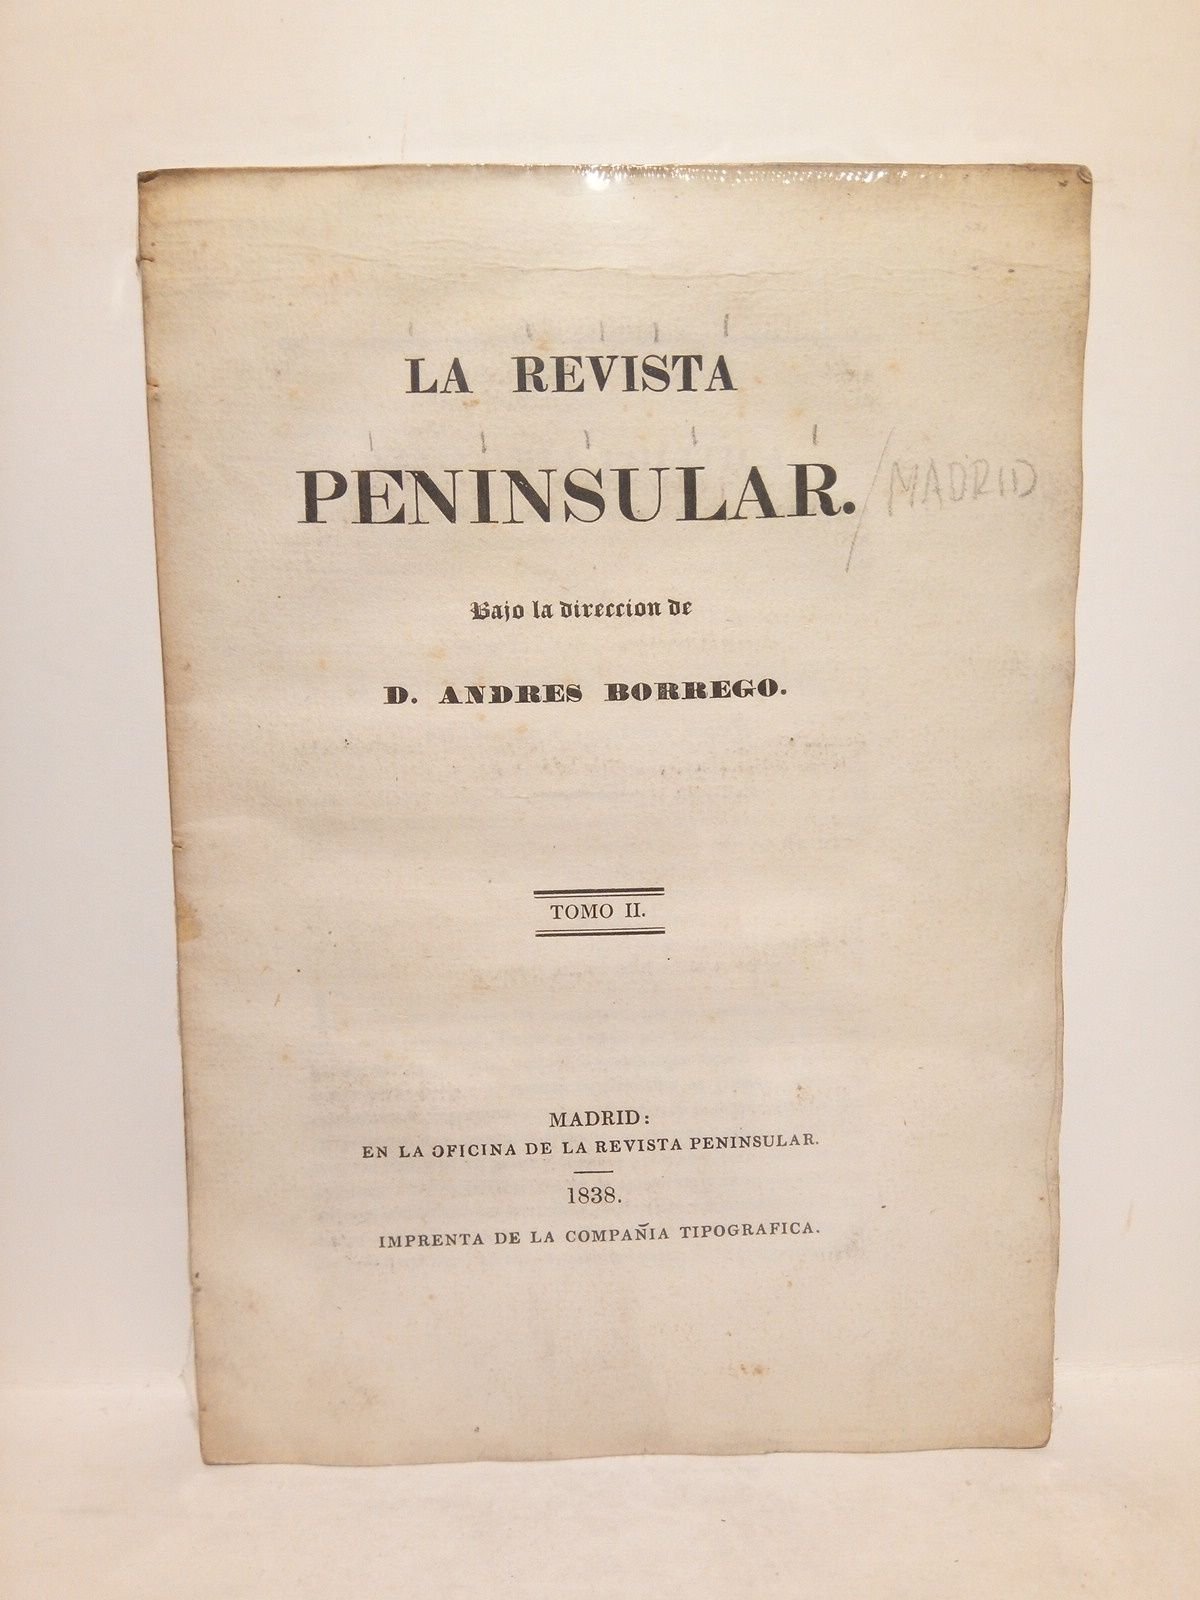 LA REVISTA
PENINSULAR. / MADRID
Bajo la direccion de
D. ANDRES BORREGO.
TOMO II.
MADRID:
EN LA OFICINA DE LA REVISTA PENINSULAR.
1838.
IMPRENTA DE LA COMPAÑIA TIPOGRAFICA.